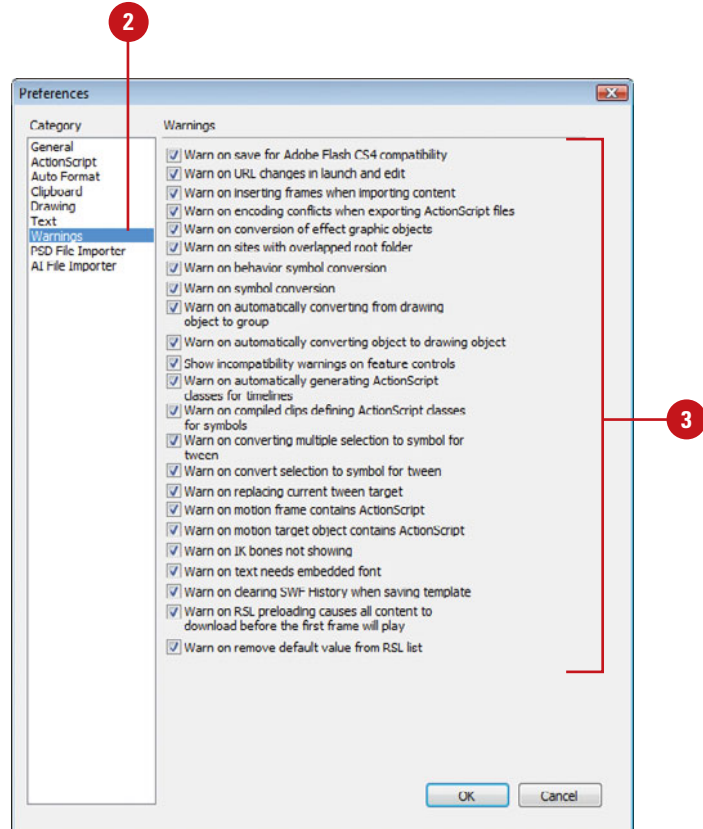 2
Preferences
Category
Warnings
General
ActionScript
Auto Format
Clipboard
Drawing
Text
Warnings
PSD File Importer
AI File Importer
Warn on save for Adobe Flash CS4 compatibility
Warn on URL changes in launch and edit
Warn on inserting frames when importing content
Warn on encoding conflicts when exporting ActionScript files
Warn on conversion of effect graphic objects
Warn on sites with overlapped root folder
Warn on behavior symbol conversion
Warn on symbol conversion
Warn on automatically converting from drawing
object to group
Warn on automatically converting object to drawing object
Show incompatibility warnings on feature controls
Warn on automatically generating ActionScript
classes for timelines
Warn on compiled clips defining ActionScript classes
for symbols
Warn on converting multiple selection to symbol for
tween
Warn on convert selection to symbol for tween
Warn on replacing current tween target
Warn on motion frame contains ActionScript
Warn on motion target object contains ActionScript
Warn on IK bones not showing
Warn on text needs embedded font
Warn on clearing SWF History when saving template
Warn on RSL preloading causes all content to
download before the first frame will play
Warn on remove default value from RSL list
3
OK
Cancel